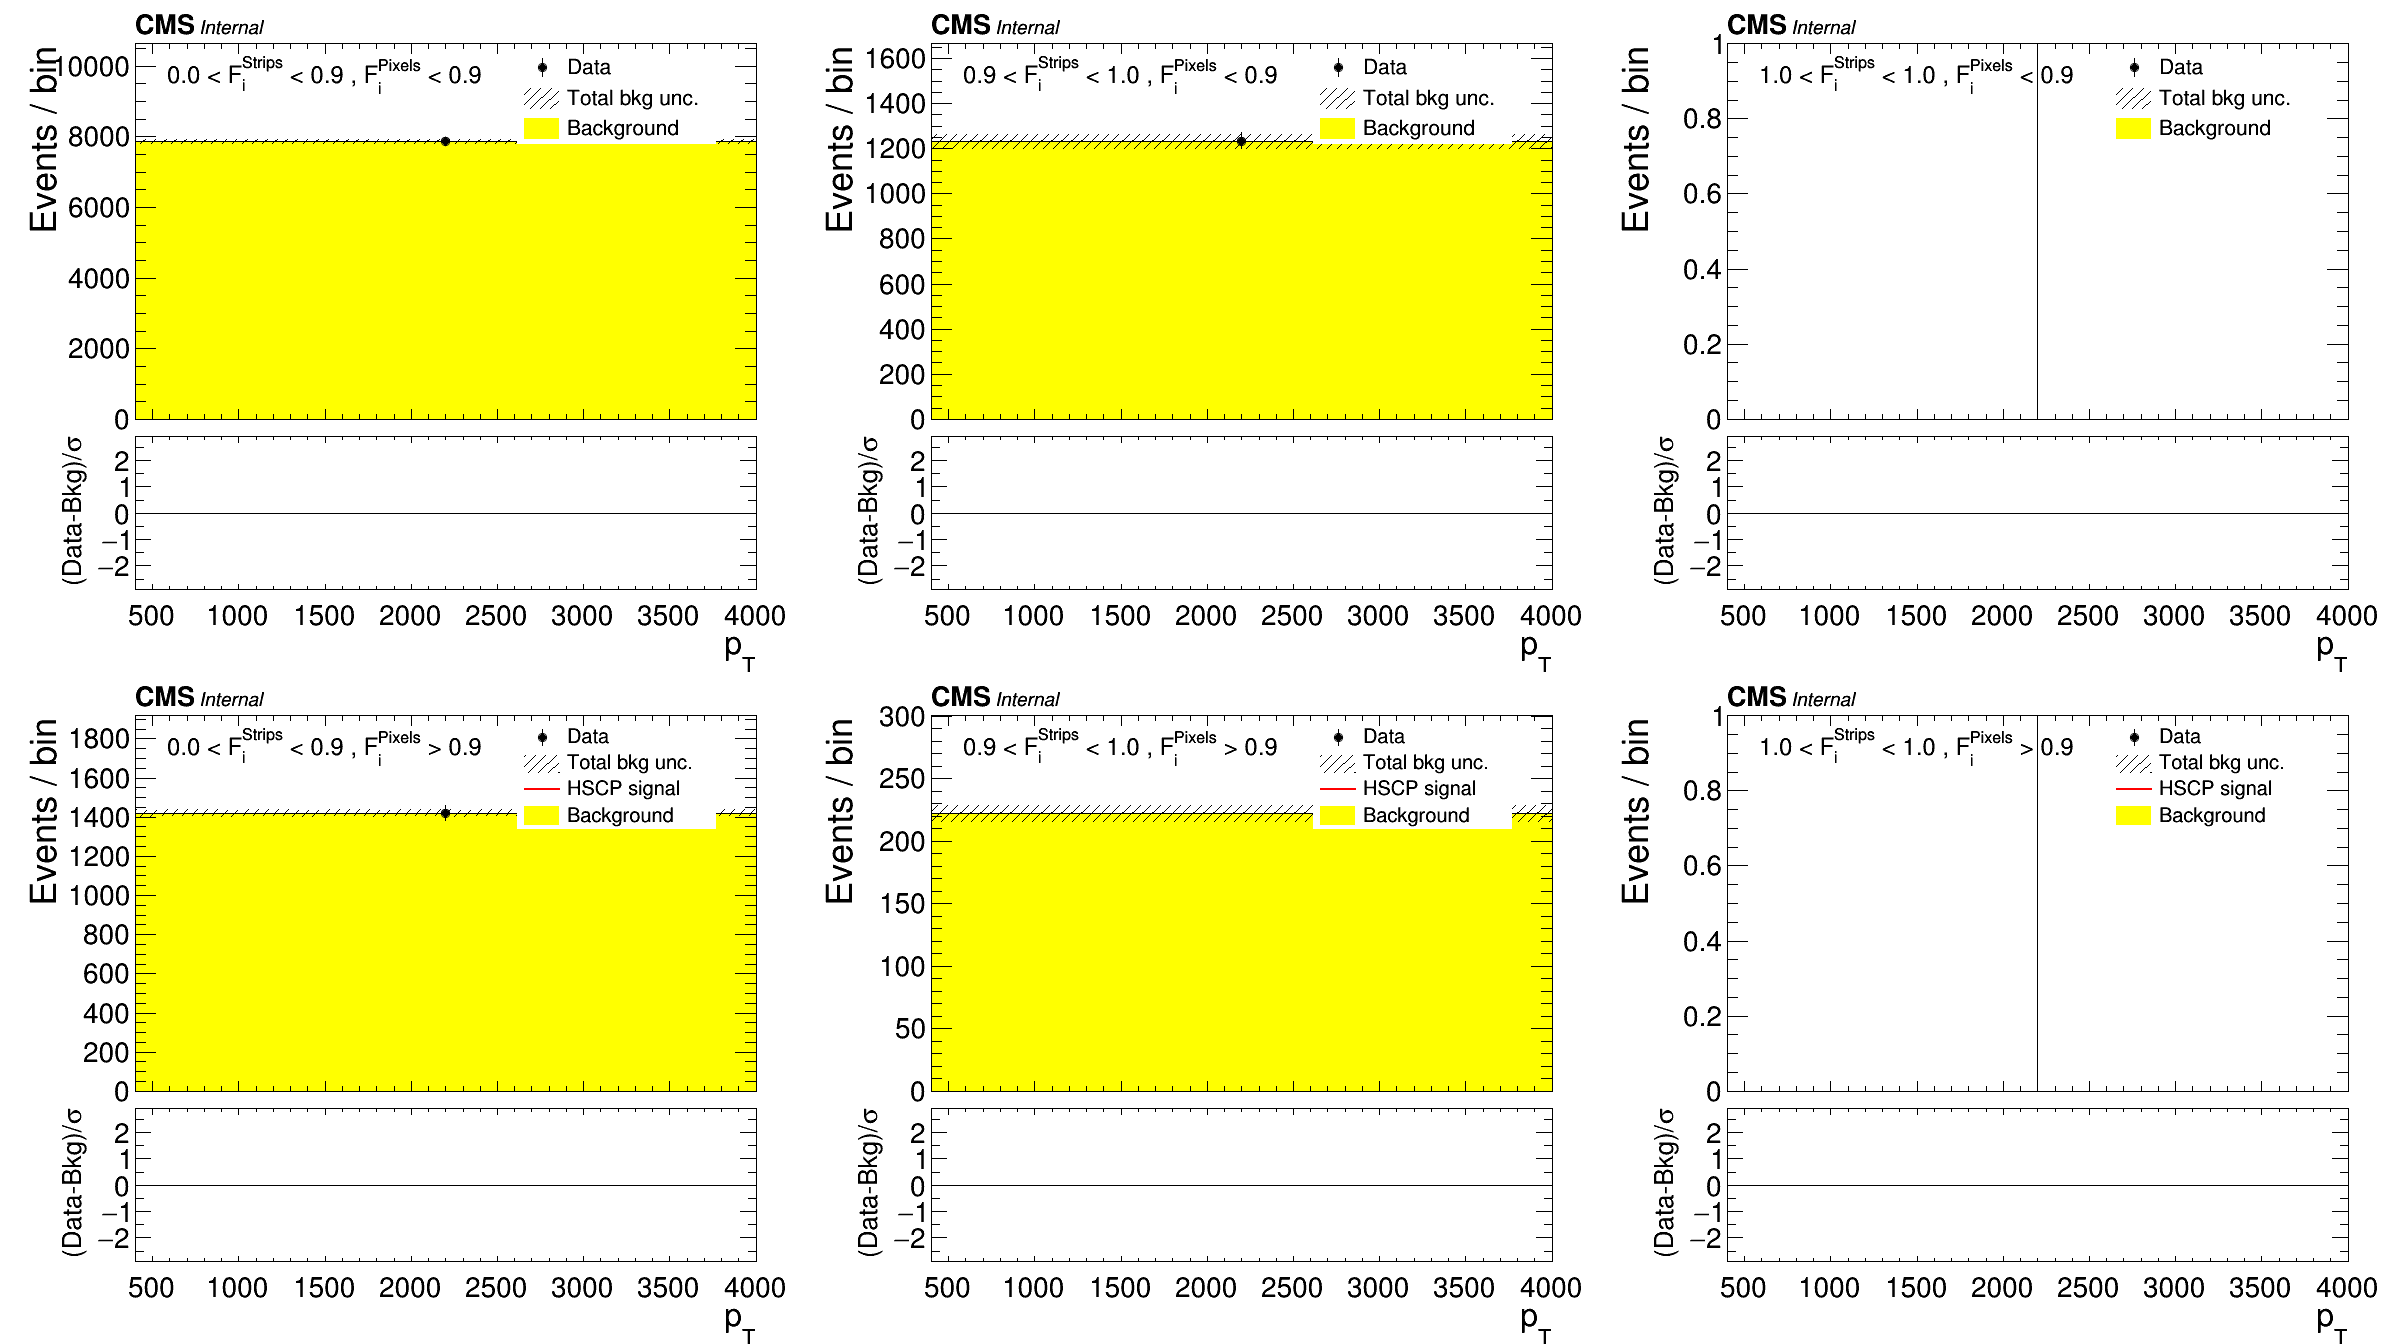 CMS Internal
Events / bin
0.0 < F_i^Strips < 0.9 , F_i^Pixels < 0.9
Data
Total bkg unc.
Background
10000
8000
6000
4000
2000
0
(Data-Bkg)/σ
2
1
0
−1
−2
500 1000 1500 2000 2500 3000 3500 4000
p_T
CMS Internal
Events / bin
0.9 < F_i^Strips < 1.0 , F_i^Pixels < 0.9
Data
Total bkg unc.
Background
1600
1400
1200
1000
800
600
400
200
0
(Data-Bkg)/σ
2
1
0
−1
−2
500 1000 1500 2000 2500 3000 3500 4000
p_T
CMS Internal
Events / bin
1.0 < F_i^Strips < 1.0 , F_i^Pixels < 0.9
Data
Total bkg unc.
Background
1
0.8
0.6
0.4
0.2
0
(Data-Bkg)/σ
2
1
0
−1
−2
500 1000 1500 2000 2500 3000 3500 4000
p_T
CMS Internal
Events / bin
0.0 < F_i^Strips < 0.9 , F_i^Pixels > 0.9
Data
Total bkg unc.
HSCP signal
Background
1800
1600
1400
1200
1000
800
600
400
200
0
(Data-Bkg)/σ
2
1
0
−1
−2
500 1000 1500 2000 2500 3000 3500 4000
p_T
CMS Internal
Events / bin
0.9 < F_i^Strips < 1.0 , F_i^Pixels > 0.9
Data
Total bkg unc.
HSCP signal
Background
300
250
200
150
100
50
0
(Data-Bkg)/σ
2
1
0
−1
−2
500 1000 1500 2000 2500 3000 3500 4000
p_T
CMS Internal
Events / bin
1.0 < F_i^Strips < 1.0 , F_i^Pixels > 0.9
Data
Total bkg unc.
HSCP signal
Background
1
0.8
0.6
0.4
0.2
0
(Data-Bkg)/σ
2
1
0
−1
−2
500 1000 1500 2000 2500 3000 3500 4000
p_T